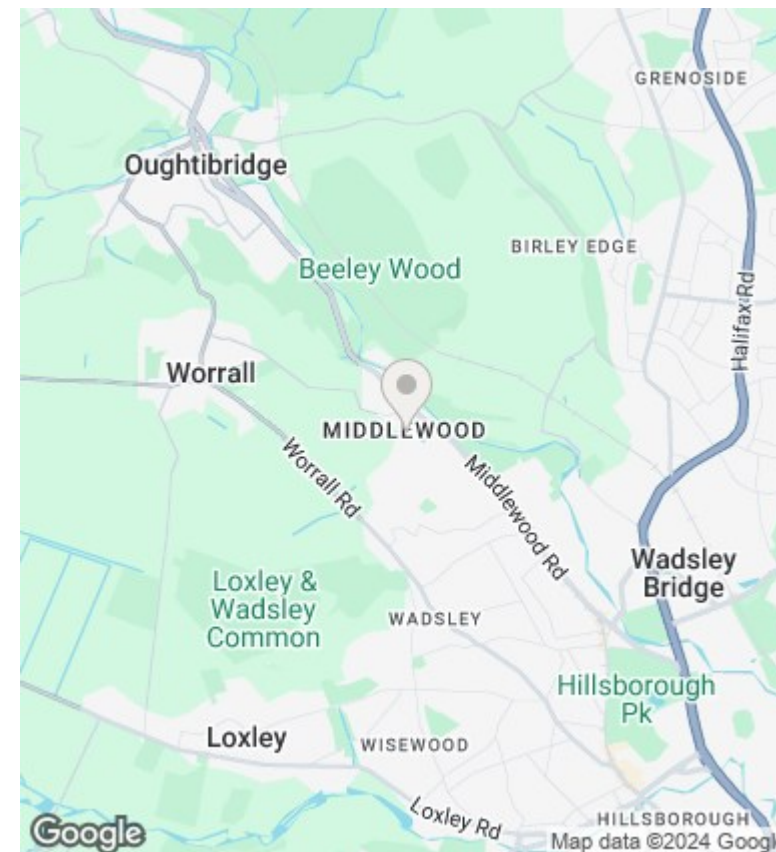 GRENOSIDE
Oughtibridge
BIRLEY EDGE
Beeley Wood
Halifax Rd
Worrall
MIDDLEWOOD
Worrall Rd
Middlewood Rd
Wadsley
Bridge
Loxley &
Wadsley
Common
WADSLEY
Hillsborough
Pk
Loxley
WISEWOOD
Loxley Rd
HILLSBOROUGH
Google
Map data ©2024 Googl